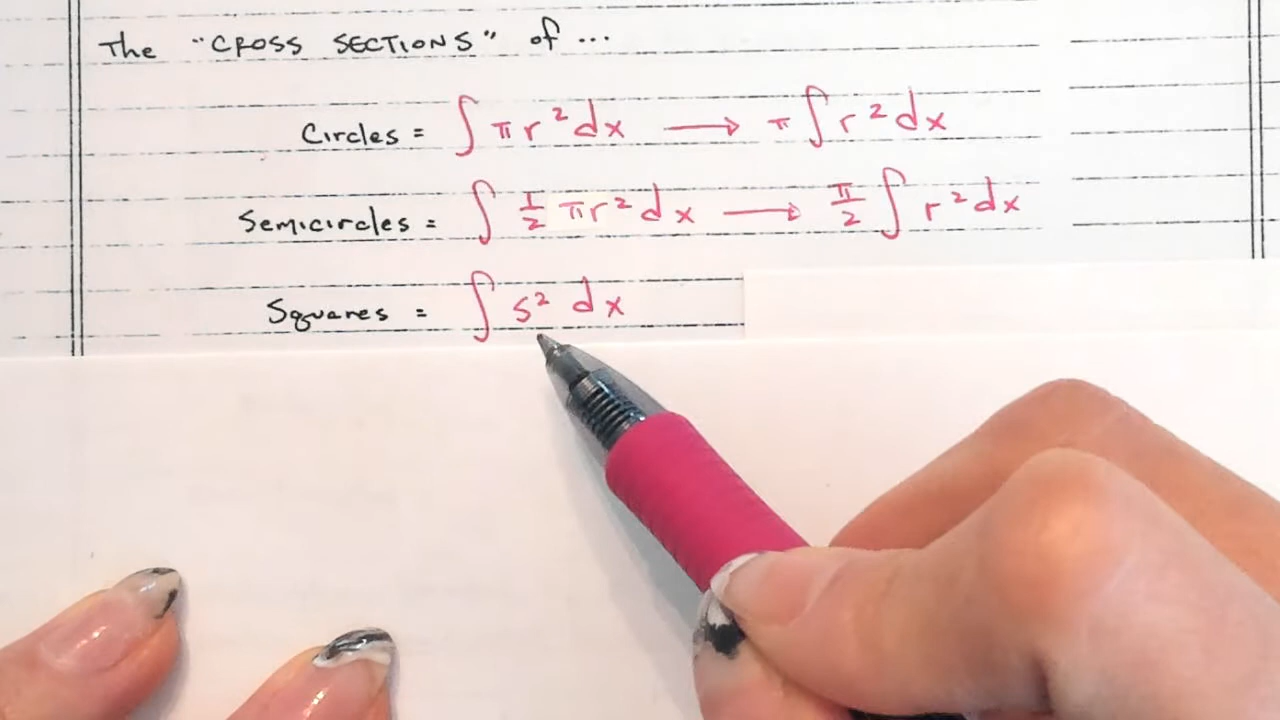 The "CROSS SECTIONS" of ...
Circles = ∫ πr²dx → π∫r²dx
Semicircles = ∫ 1/2 πr²dx → π/2 ∫ r²dx
Squares = ∫ s² dx